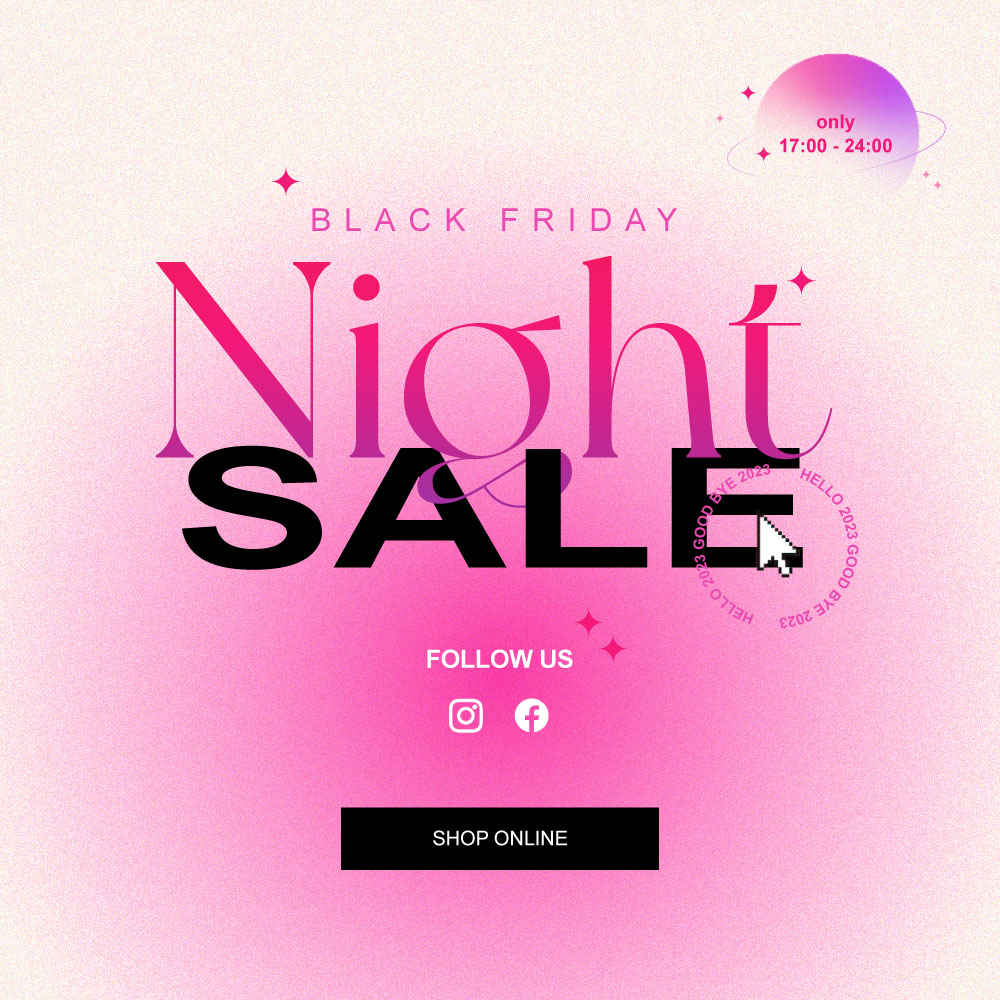 only
17:00 - 24:00
BLACK FRIDAY
Night
SALE
HELLO 2023 GOOD BYE 2023
HELLO 2023 GOOD BYE 2023
FOLLOW US
SHOP ONLINE